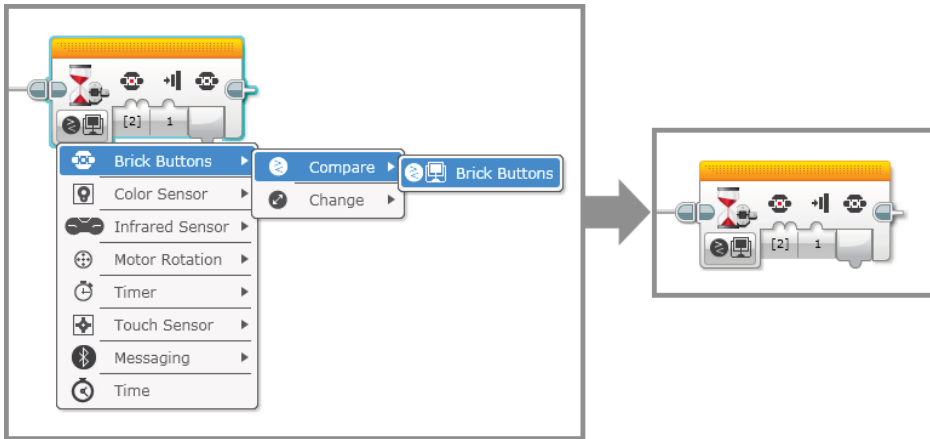 [2] 1
Brick Buttons
Compare
Brick Buttons
Color Sensor
Change
Infrared Sensor
Motor Rotation
Timer
Touch Sensor
Messaging
Time
[2] 1